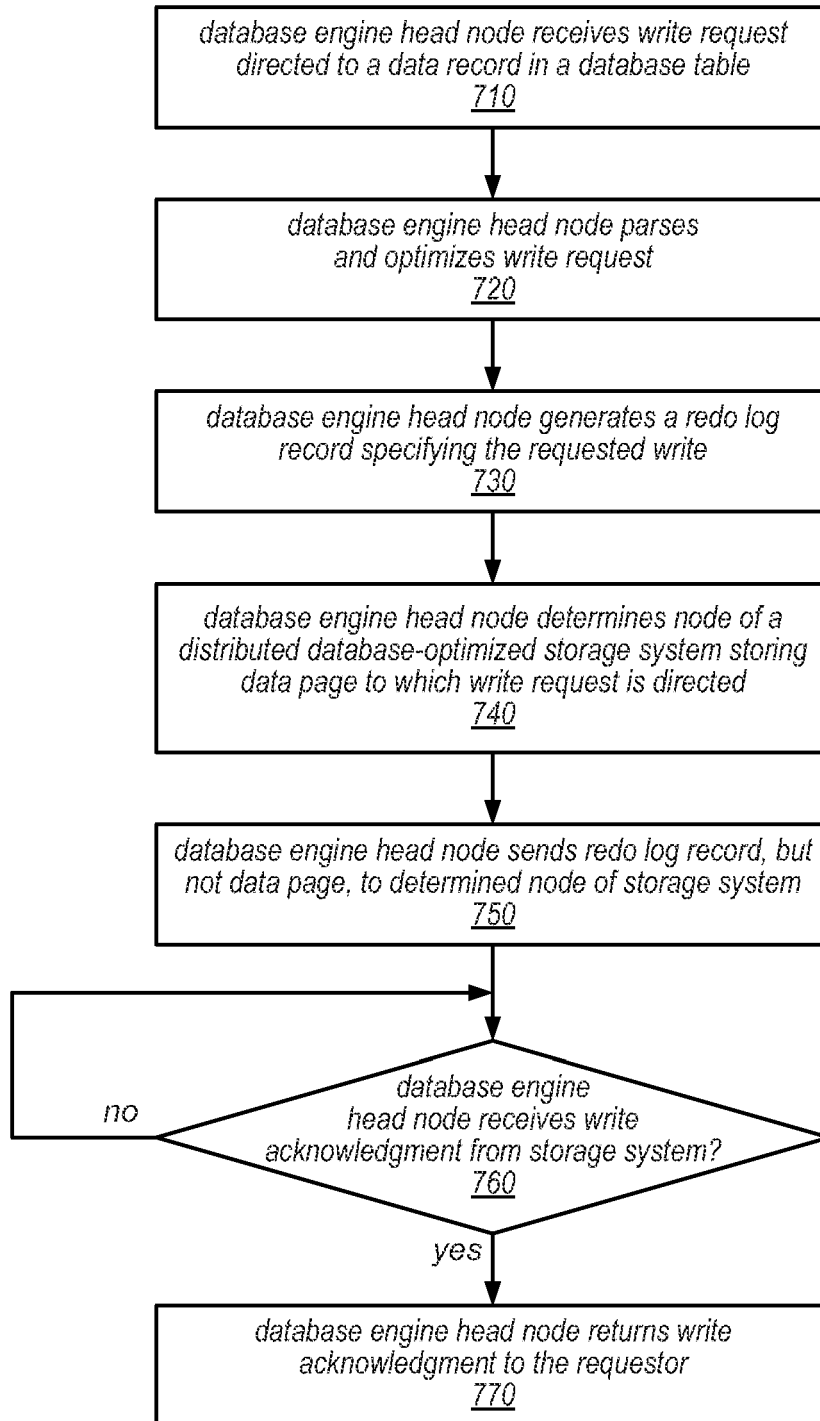 database engine head node receives write request
directed to a data record in a database table
710
database engine head node parses
and optimizes write request
720
database engine head node generates a redo log
record specifying the requested write
730
database engine head node determines node of a
distributed database-optimized storage system storing
data page to which write request is directed
740
database engine head node sends redo log record, but
not data page, to determined node of storage system
750
database engine
head node receives write
acknowledgment from storage system?
760
no
yes
database engine head node returns write
acknowledgment to the requestor
770